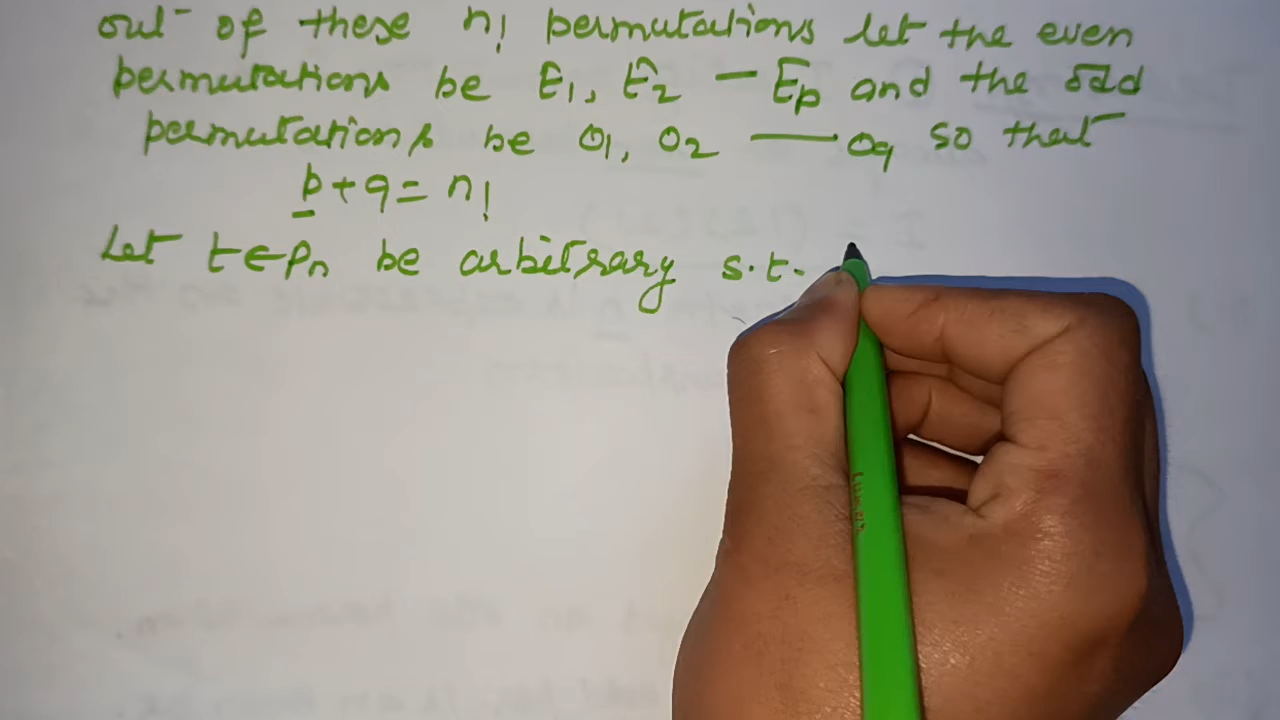 out of these n! permutations let the even
permutations be E1, E2 — Ep and the odd
permutations be O1, O2 — Oq so that
p + q = n!
Let t ∈ Pn be arbitrary s.t.